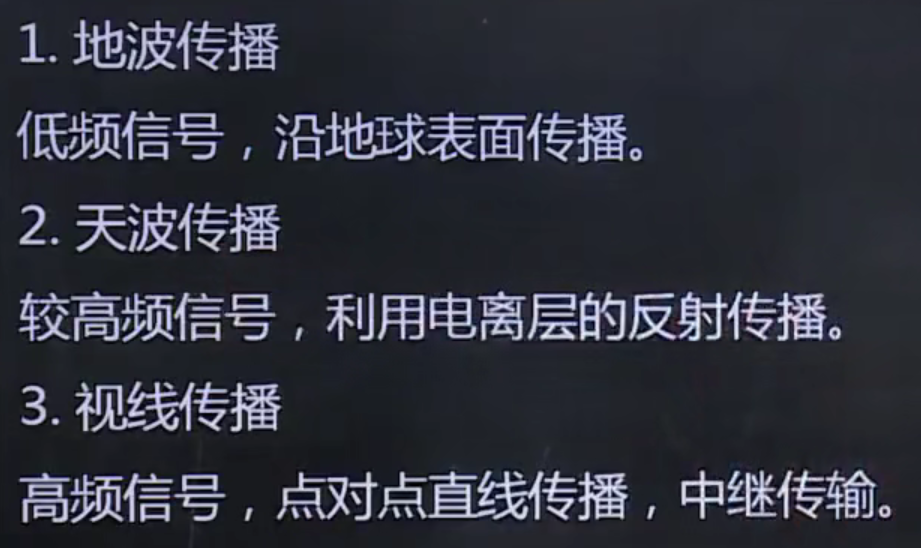 1. 地波传播
低频信号，沿地球表面传播。
2. 天波传播
较高频信号，利用电离层的反射传播。
3. 视线传播
高频信号，点对点直线传播，中继传输。